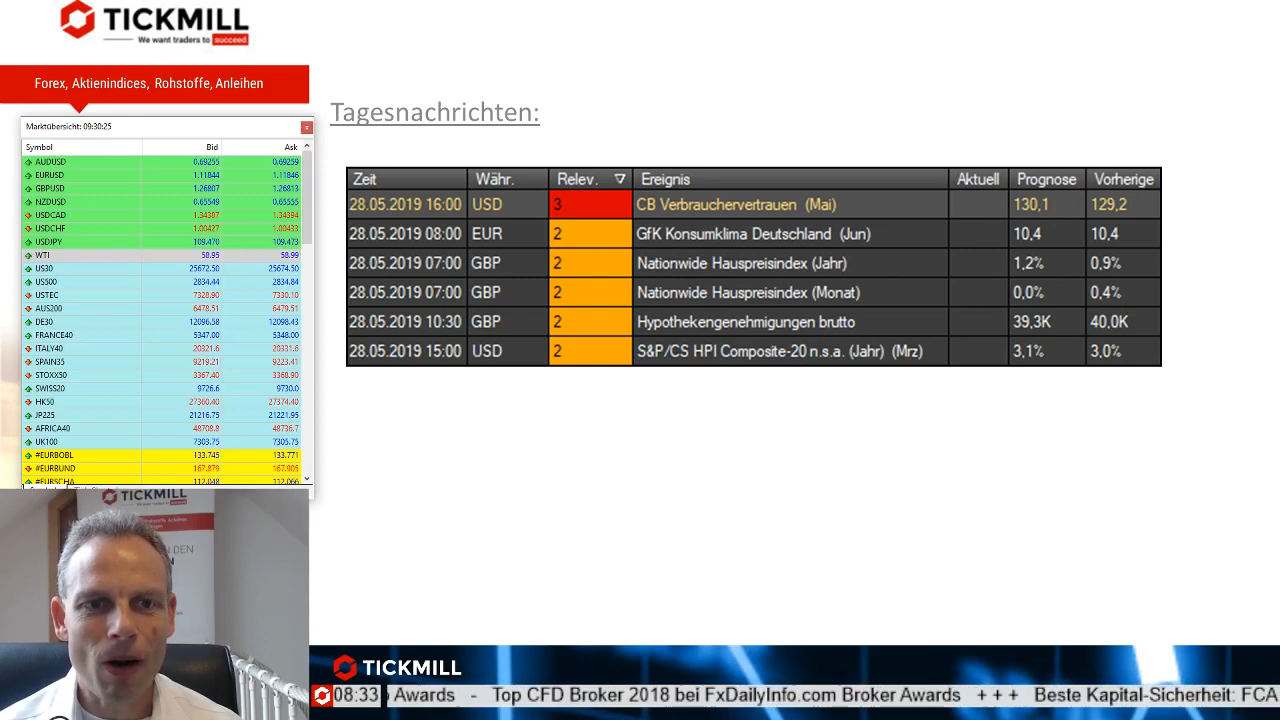 TICKMILL
We want traders to succeed
Forex, Aktienindices, Rohstoffe, Anleihen
Marktübersicht: 09:30:25
Symbol Bid Ask
AUDUSD 0.69255 0.69259
EURUSD 1.11844 1.11846
GBPUSD 1.26807 1.26813
NZDUSD 0.65549 0.65555
USDCAD 1.34387 1.34394
USDCHF 1.00427 1.00433
USDJPY 109.470 109.473
WTI 58.95 58.99
US30 25672.50 25674.50
US500 2834.44 2834.84
USTEC 7328.90 7330.10
AUS200 6478.51 6479.51
DE30 12096.58 12098.43
FRANCE40 5347.00 5348.00
ITALY40 20321.6 20331.6
SPAIN35 9219.21 9223.41
STOXX50 3367.40 3368.90
SWISS20 9726.6 9730.0
HK50 27360.40 27374.40
JP225 21216.75 21221.95
AFRICA40 48708.8 48736.7
UK100 7303.75 7305.75
#EURBOBL 133.745 133.771
#EURBUND 167.879 167.905
#EURSCHA 112.048 112.066
Tagesnachrichten:
Zeit Währ. Relev. Ereignis Aktuell Prognose Vorherige
28.05.2019 16:00 USD 3 CB Verbrauchervertrauen (Mai) 130,1 129,2
28.05.2019 08:00 EUR 2 GfK Konsumklima Deutschland (Jun) 10,4 10,4
28.05.2019 07:00 GBP 2 Nationwide Hauspreisindex (Jahr) 1,2% 0,9%
28.05.2019 07:00 GBP 2 Nationwide Hauspreisindex (Monat) 0,0% 0,4%
28.05.2019 10:30 GBP 2 Hypothekengenehmigungen brutto 39,3K 40,0K
28.05.2019 15:00 USD 2 S&P/CS HPI Composite-20 n.s.a. (Jahr) (Mrz) 3,1% 3,0%
TICKMILL
We want traders to succeed
TICKMILL
08:33 Awards - Top CFD Broker 2018 bei FxDailyInfo.com Broker Awards + + + Beste Kapital-Sicherheit: FCA